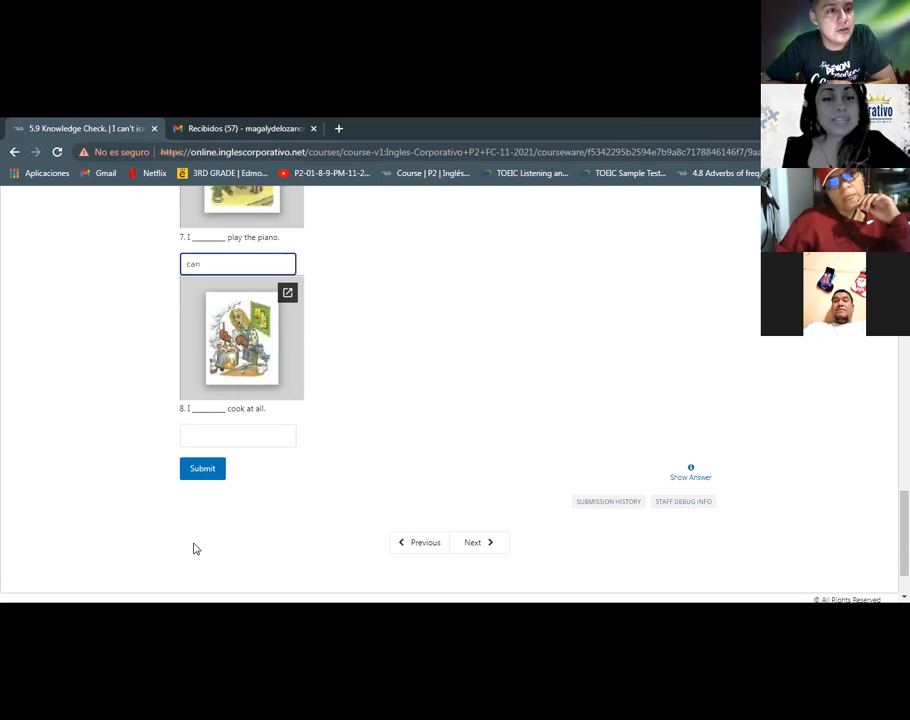 5.9 Knowledge Check. | I can't ic
Recibidos (57) - magalydelozano
No es seguro
https://online.inglescorporativo.net/courses/course-v1:Ingles-Corporativo+P2+FC-11-2021/courseware/f5342295b2594e7b9a8c7178846146f7/9aa
Aplicaciones
Gmail
Netflix
3RD GRADE | Edmo...
P2-01-8-9-PM-11-2...
Course | P2 | Inglés...
TOEIC Listening an...
TOEIC Sample Test...
4.8 Adverbs of freq
7. I ________ play the piano.
can
8. I ________ cook at all.
Submit
Show Answer
SUBMISSION HISTORY
STAFF DEBUG INFO
Previous
Next
© All Rights Reserved
rativo